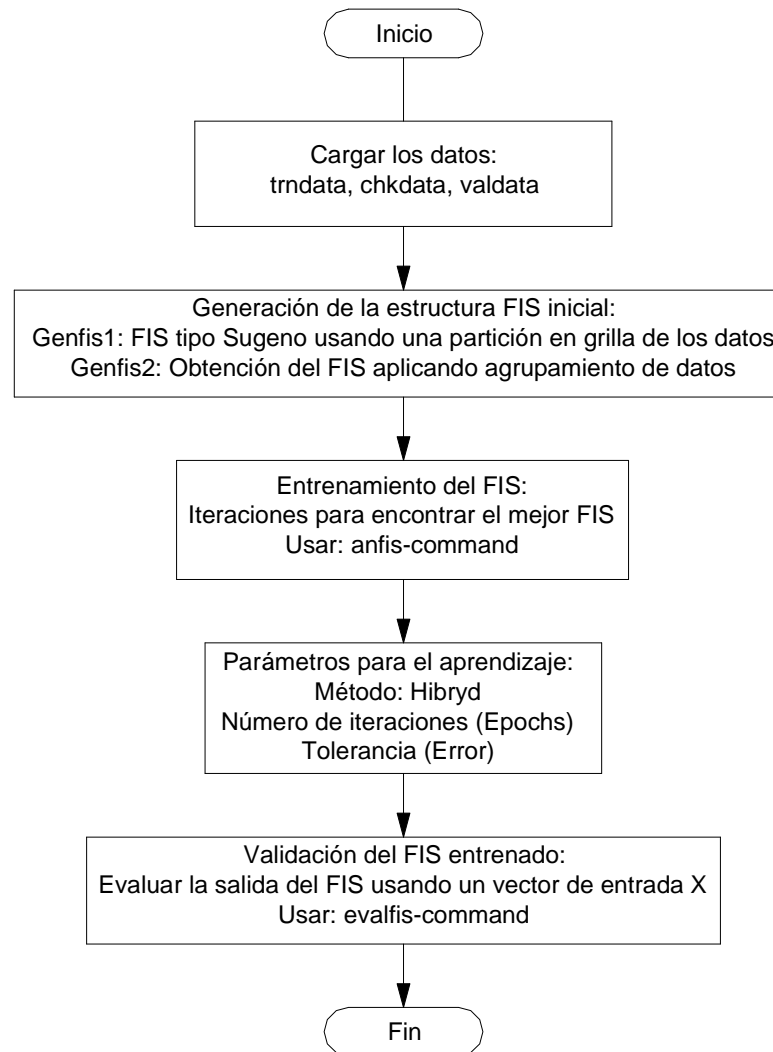 Inicio
Cargar los datos:
trndata, chkdata, valdata
Generación de la estructura FIS inicial:
Genfis1: FIS tipo Sugeno usando una partición en grilla de los datos
Genfis2: Obtención del FIS aplicando agrupamiento de datos
Entrenamiento del FIS:
Iteraciones para encontrar el mejor FIS
Usar: anfis-command
Parámetros para el aprendizaje:
Método: Hibryd
Número de iteraciones (Epochs)
Tolerancia (Error)
Validación del FIS entrenado:
Evaluar la salida del FIS usando un vector de entrada X
Usar: evalfis-command
Fin